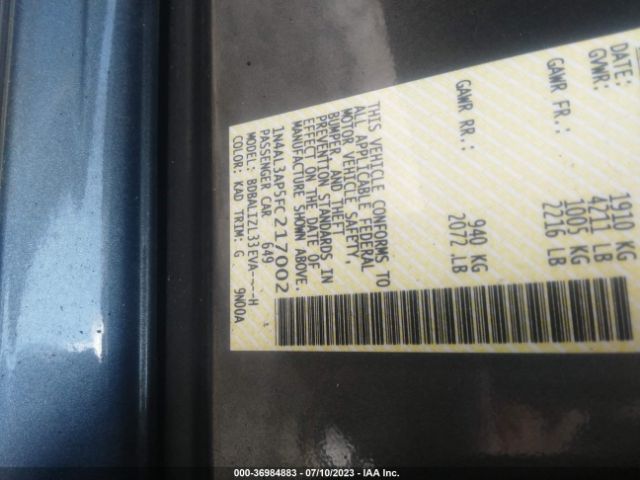 DATE:
GVWR: 1910 KG
4211 LB
GAWR FR.: 1005 KG
2216 LB
GAWR RR.: 940 KG
2072 LB
THIS VEHICLE CONFORMS TO
ALL APPLICABLE FEDERAL
MOTOR VEHICLE SAFETY,
BUMPER AND THEFT
PREVENTION STANDARDS IN
EFFECT ON THE DATE OF
MANUFACTURE SHOWN ABOVE.
1N4AL3AP5FC217002
PASSENGER CAR 649
MODEL: BDBALIZL33EVA----H
COLOR: KAD TRIM: G 9N00A
000-36984883 - 07/10/2023 - IAA Inc.